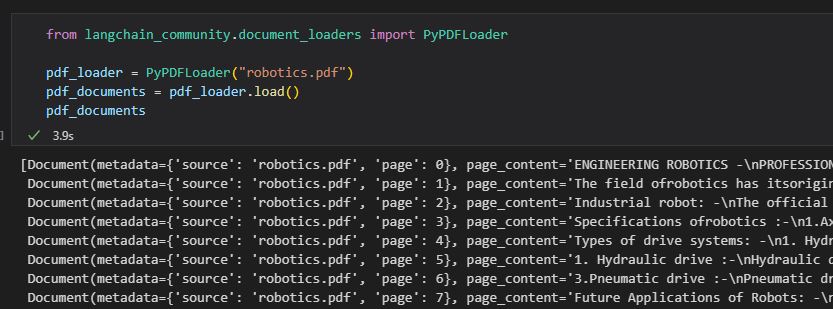 from langchain_community.document_loaders import PyPDFLoader
pdf_loader = PyPDFLoader("robotics.pdf")
pdf_documents = pdf_loader.load()
pdf_documents
] ✓ 3.9s
[Document(metadata={'source': 'robotics.pdf', 'page': 0}, page_content='ENGINEERING ROBOTICS -\nPROFESSION
Document(metadata={'source': 'robotics.pdf', 'page': 1}, page_content='The field ofrobotics has itsorigin
Document(metadata={'source': 'robotics.pdf', 'page': 2}, page_content='Industrial robot: -\nThe official
Document(metadata={'source': 'robotics.pdf', 'page': 3}, page_content='Specifications ofrobotics :-\n1.Ax
Document(metadata={'source': 'robotics.pdf', 'page': 4}, page_content='Types of drive systems: -\n1. Hydr
Document(metadata={'source': 'robotics.pdf', 'page': 5}, page_content='1. Hydraulic drive :-\nHydraulic d
Document(metadata={'source': 'robotics.pdf', 'page': 6}, page_content='3.Pneumatic drive :-\nPneumatic dr
Document(metadata={'source': 'robotics.pdf', 'page': 7}, page_content='Future Applications of Robots: -\n